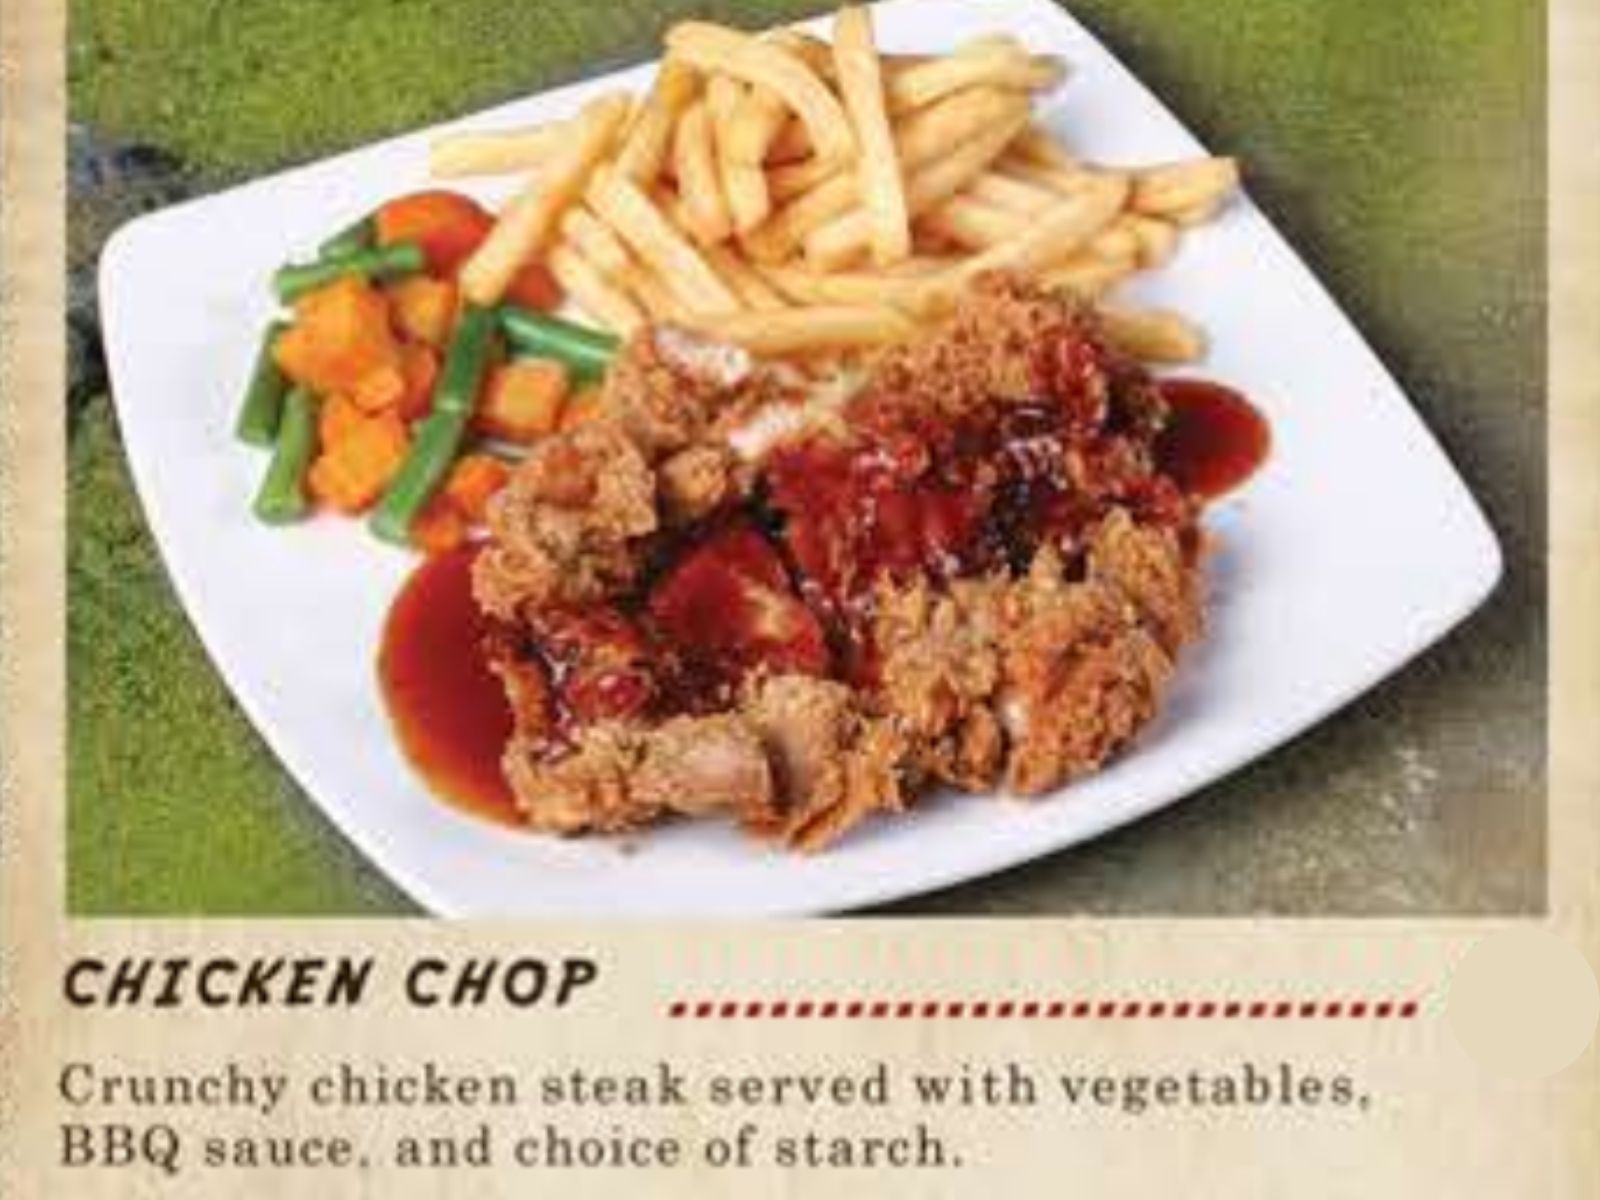 CHICKEN CHOP
Crunchy chicken steak served with vegetables,
BBQ sauce, and choice of starch.